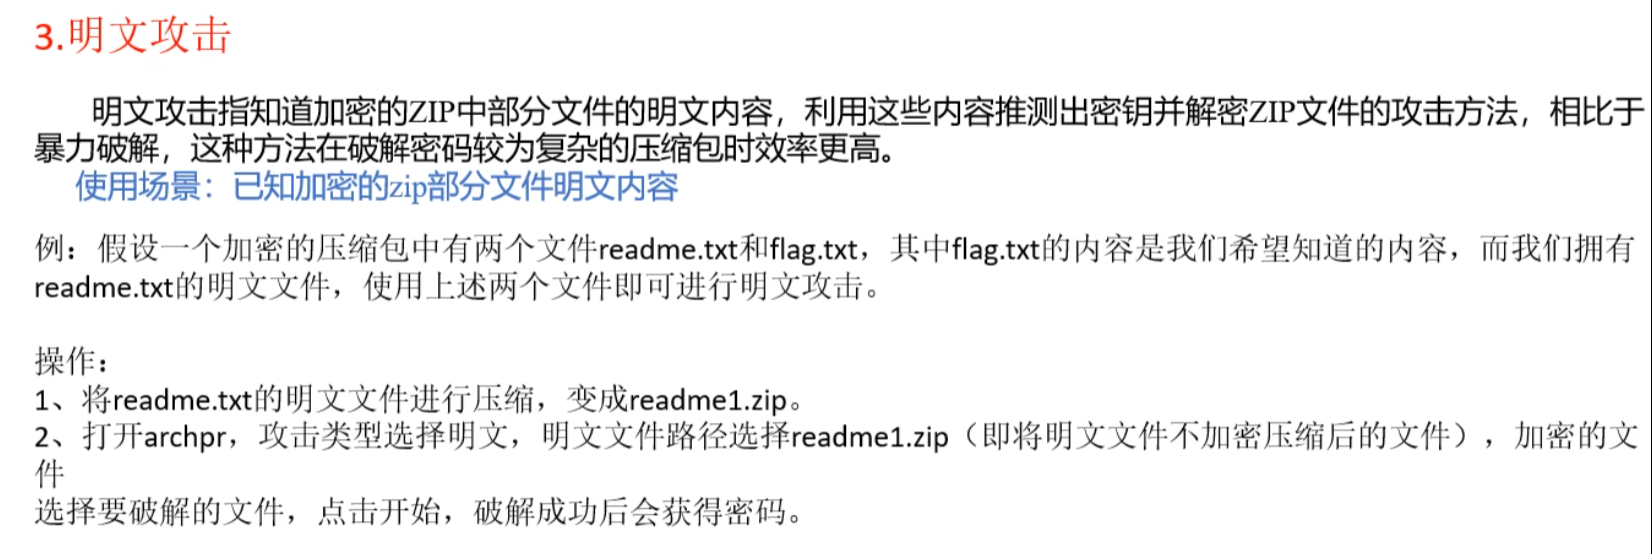 3.明文攻击
明文攻击指知道加密的ZIP中部分文件的明文内容，利用这些内容推测出密钥并解密ZIP文件的攻击方法，相比于
暴力破解，这种方法在破解密码较为复杂的压缩包时效率更高。
使用场景：已知加密的zip部分文件明文内容
例：假设一个加密的压缩包中有两个文件readme.txt和flag.txt，其中flag.txt的内容是我们希望知道的内容，而我们拥有
readme.txt的明文文件，使用上述两个文件即可进行明文攻击。
操作：
1、将readme.txt的明文文件进行压缩，变成readme1.zip。
2、打开archpr，攻击类型选择明文，明文文件路径选择readme1.zip（即将明文文件不加密压缩后的文件），加密的文
件
选择要破解的文件，点击开始，破解成功后会获得密码。